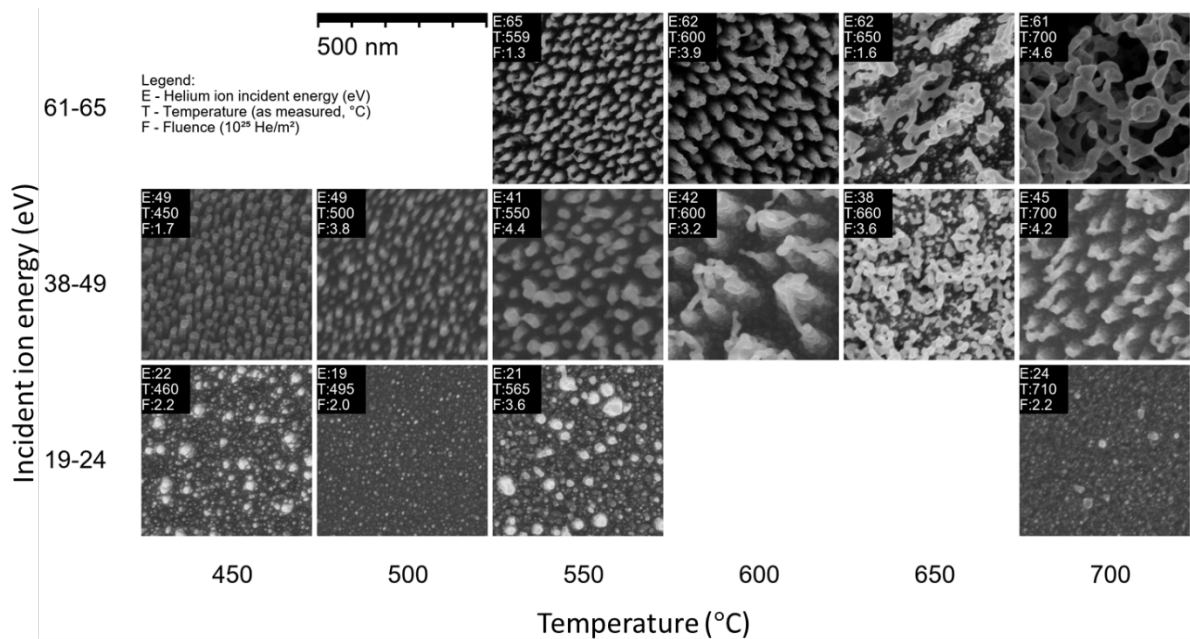 500 nm
Legend:
E - Helium ion incident energy (eV)
T - Temperature (as measured, °C)
F - Fluence (10²⁵ He/m²)
E:65
T:559
F:1.3
E:62
T:600
F:3.9
E:62
T:650
F:1.6
E:61
T:700
F:4.6
61-65
E:49
T:450
F:1.7
E:49
T:500
F:3.8
E:41
T:550
F:4.4
E:42
T:600
F:3.2
E:38
T:660
F:3.6
E:45
T:700
F:4.2
38-49
E:22
T:460
F:2.2
E:19
T:495
F:2.0
E:21
T:565
F:3.6
E:24
T:710
F:2.2
19-24
Incident ion energy (eV)
450 500 550 600 650 700
Temperature (°C)